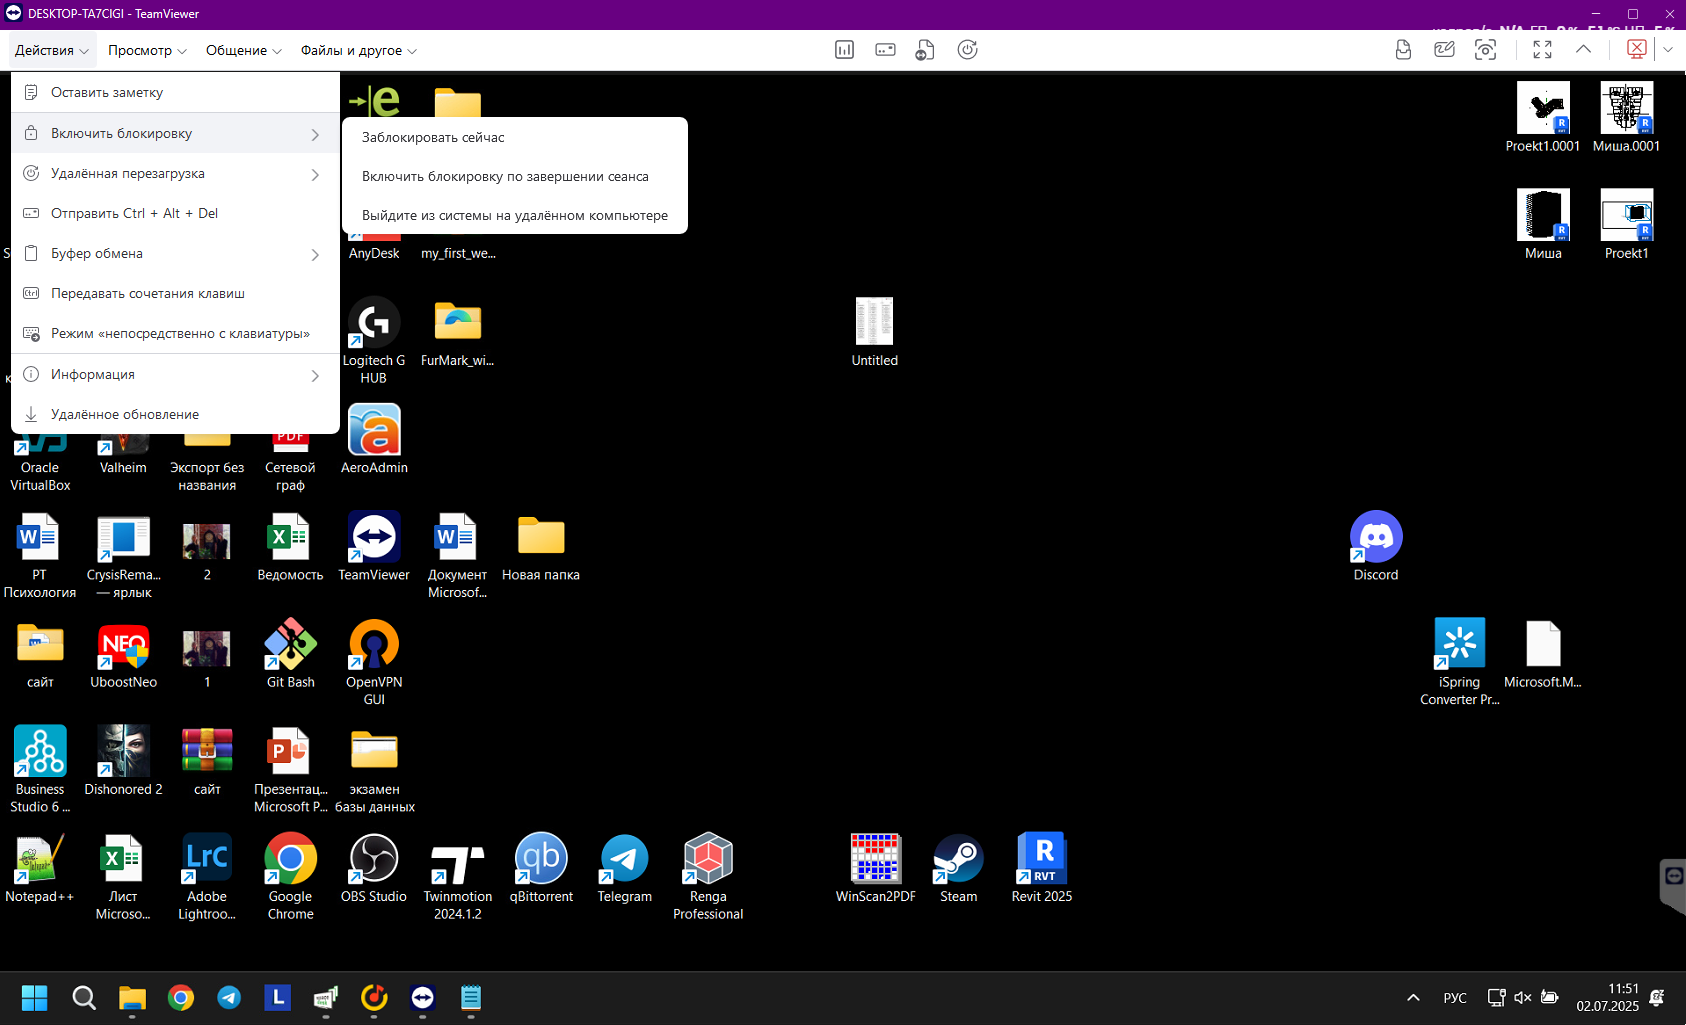 DESKTOP-TA7CIGI - TeamViewer
Действия
Просмотр
Общение
Файлы и другое
Оставить заметку
Включить блокировку
Удалённая перезагрузка
Отправить Ctrl + Alt + Del
Буфер обмена
Передавать сочетания клавиш
Режим «непосредственно с клавиатуры»
Информация
Удалённое обновление
Заблокировать сейчас
Включить блокировку по завершении сеанса
Выйдите из системы на удалённом компьютере
Proekt1.0001
Миша.0001
AnyDesk
my_first_we...
Миша
Proekt1
Logitech G
HUB
FurMark_wi...
Untitled
Oracle
VirtualBox
Valheim
Экспорт без
названия
Сетевой
граф
AeroAdmin
РТ
Психология
CrysisRema...
— ярлык
2
Ведомость
TeamViewer
Документ
Microsof...
Новая папка
Discord
сайт
UboostNeo
1
Git Bash
OpenVPN
GUI
iSpring
Converter Pr...
Microsoft.M...
Business
Studio 6 ...
Dishonored 2
сайт
Презентац...
Microsoft P...
экзамен
базы данных
Notepad++
Лист
Microso...
Adobe
Lightroo...
Google
Chrome
OBS Studio
Twinmotion
2024.1.2
qBittorrent
Telegram
Renga
Professional
WinScan2PDF
Steam
Revit 2025
РУС
11:51
02.07.2025